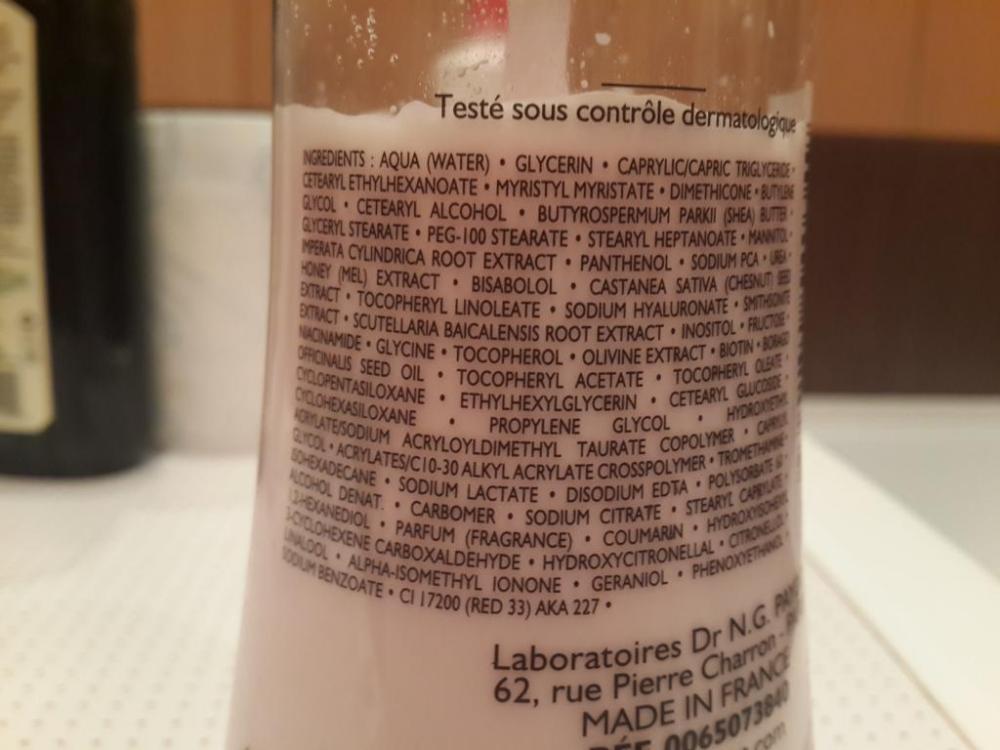 Testé sous contrôle dermatologique
INGREDIENTS : AQUA (WATER) • GLYCERIN • CAPRYLIC/CAPRIC TRIGLYCERIDE •
CETEARYL ETHYLHEXANOATE • MYRISTYL MYRISTATE • DIMETHICONE • BUTYLENE
GLYCOL • CETEARYL ALCOHOL • BUTYROSPERMUM PARKII (SHEA) BUTTER •
GLYCERYL STEARATE • PEG-100 STEARATE • STEARYL HEPTANOATE • MANNITOL •
IMPERATA CYLINDRICA ROOT EXTRACT • PANTHENOL • SODIUM PCA • UREA •
HONEY (MEL) EXTRACT • BISABOLOL • CASTANEA SATIVA (CHESNUT) SEED
EXTRACT • TOCOPHERYL LINOLEATE • SODIUM HYALURONATE • SMITHSONITE
EXTRACT • SCUTELLARIA BAICALENSIS ROOT EXTRACT • INOSITOL • FRUCTOSE •
NIACINAMIDE • GLYCINE • TOCOPHEROL • OLIVINE EXTRACT • BIOTIN • BORAGO
OFFICINALIS SEED OIL • TOCOPHERYL ACETATE • TOCOPHERYL OLEATE •
CYCLOPENTASILOXANE • ETHYLHEXYLGLYCERIN • CETEARYL GLUCOSIDE •
CYCLOHEXASILOXANE • PROPYLENE GLYCOL • HYDROXYETHYL
ACRYLATE/SODIUM ACRYLOYLDIMETHYL TAURATE COPOLYMER • CAPRYLYL
GLYCOL • ACRYLATES/C10-30 ALKYL ACRYLATE CROSSPOLYMER • TROMETHAMINE •
ISOHEXADECANE • SODIUM LACTATE • DISODIUM EDTA • POLYSORBATE 60 •
ALCOHOL DENAT. • CARBOMER • SODIUM CITRATE • STEARYL CAPRYLATE •
1,2-HEXANEDIOL • PARFUM (FRAGRANCE) • COUMARIN • HYDROXYISOHEXYL
3-CYCLOHEXENE CARBOXALDEHYDE • HYDROXYCITRONELLAL • CITRONELLOL •
LINALOOL • ALPHA-ISOMETHYL IONONE • GERANIOL • PHENOXYETHANOL •
SODIUM BENZOATE • CI 17200 (RED 33) AKA 227 •
Laboratoires Dr N.G.
62, rue Pierre Charron -
MADE IN FRANCE
RÉF. 0065073840